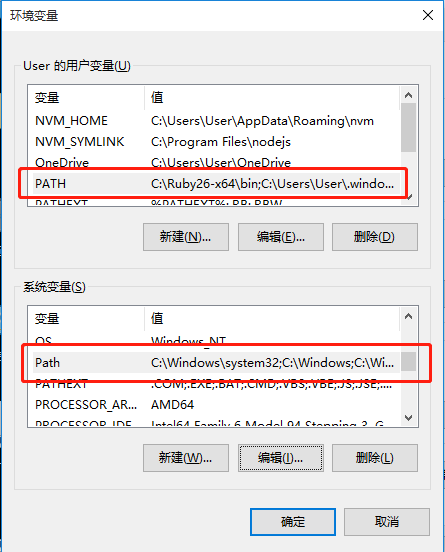 环境变量
User 的用户变量(U)
变量 值
NVM_HOME C:\Users\User\AppData\Roaming\nvm
NVM_SYMLINK C:\Program Files\nodejs
OneDrive C:\Users\User\OneDrive
PATH C:\Ruby26-x64\bin;C:\Users\User\.windo...
PATHEXT %PATHEXT%;.RB;.RBW
新建(N)... 编辑(E)... 删除(D)
系统变量(S)
变量 值
OS Windows_NT
Path C:\Windows\system32;C:\Windows;C:\Wi...
PATHEXT .COM;.EXE;.BAT;.CMD;.VBS;.VBE;.JS;.JSE;...
PROCESSOR_AR... AMD64
PROCESSOR_IDE Intel64 Family 6 Model 94 Stepping 3, G
新建(W)... 编辑(I)... 删除(L)
确定 取消